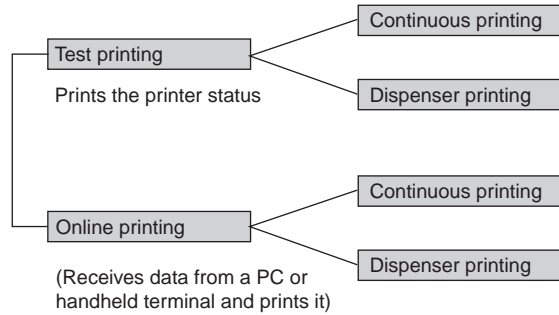 Continuous printing
Test printing
Prints the printer status
Dispenser printing
Continuous printing
Online printing
Dispenser printing
(Receives data from a PC or
handheld terminal and prints it)